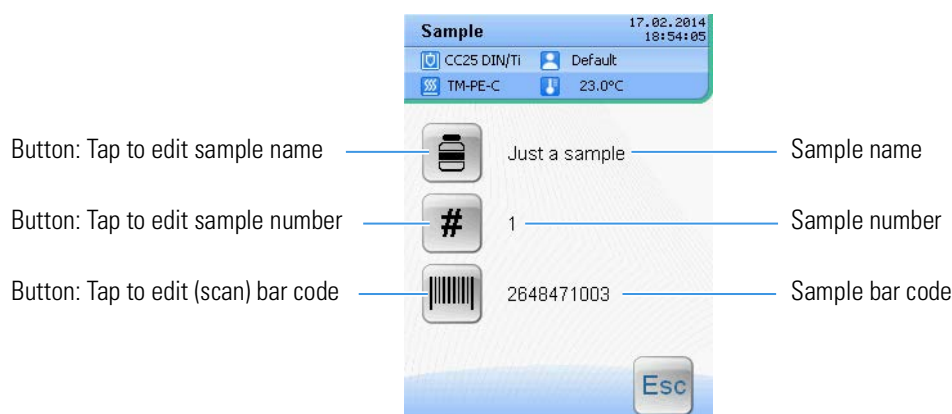 Sample
17.02.2014
18:54:05
CC25 DIN/Ti
Default
TM-PE-C
23.0°C
Button: Tap to edit sample name
Just a sample
Sample name
Button: Tap to edit sample number
#
1
Sample number
Button: Tap to edit (scan) bar code
2648471003
Sample bar code
Esc